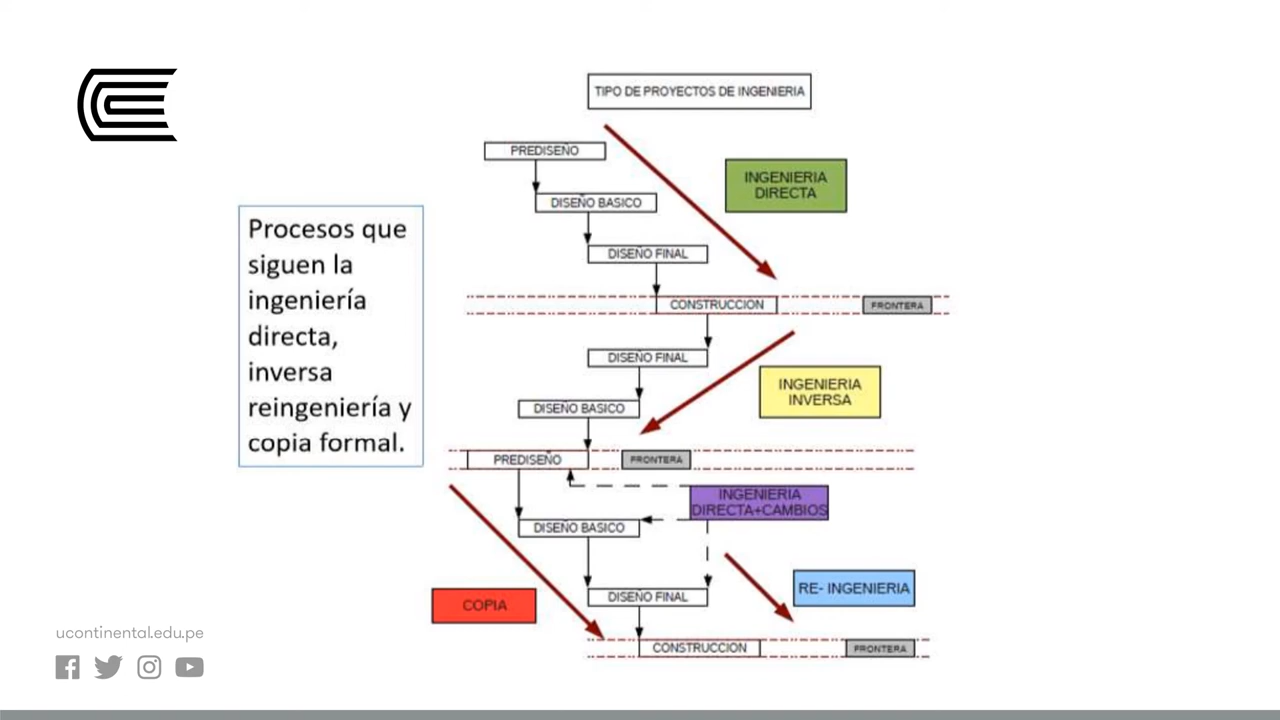 TIPO DE PROYECTOS DE INGENIERIA
PREDISEÑO
INGENIERIA
DIRECTA
DISEÑO BASICO
DISEÑO FINAL
CONSTRUCCION
FRONTERA
Procesos que
siguen la
ingeniería
directa,
inversa
reingeniería y
copia formal.
DISEÑO FINAL
INGENIERIA
INVERSA
DISEÑO BASICO
PREDISEÑO
FRONTERA
INGENIERIA
DIRECTA+CAMBIOS
DISEÑO BASICO
RE- INGENIERIA
DISEÑO FINAL
COPIA
CONSTRUCCION
FRONTERA
ucontinental.edu.pe